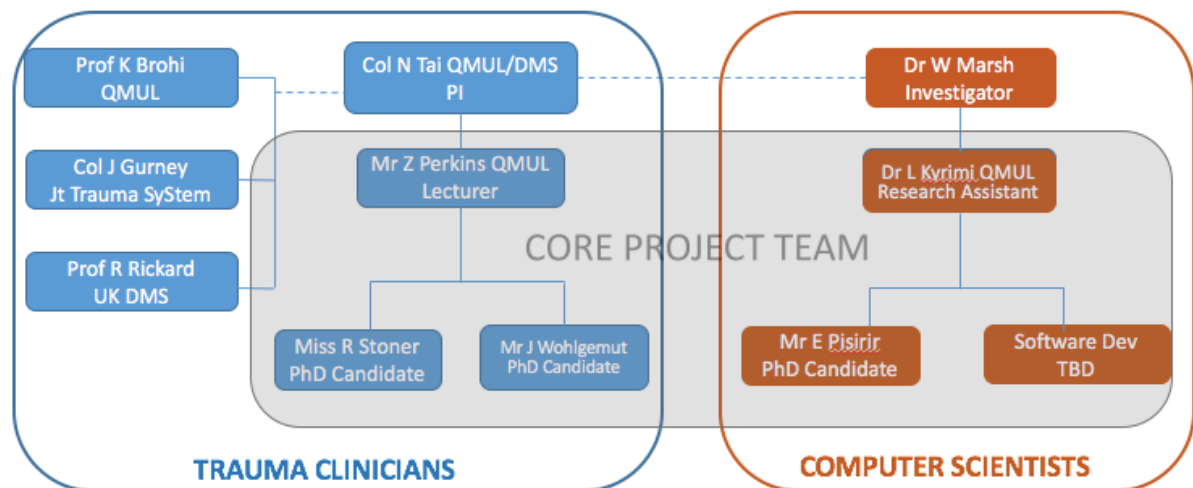 Prof K Brohi
QMUL
Col N Tai QMUL/DMS
PI
Dr W Marsh
Investigator
Col J Gurney
Jt Trauma SyStem
Mr Z Perkins QMUL
Lecturer
Dr L Kyrimi QMUL
Research Assistant
CORE PROJECT TEAM
Prof R Rickard
UK DMS
Miss R Stoner
PhD Candidate
Mr J Wohlgemut
PhD Candidate
Mr E Pisirir
PhD Candidate
Software Dev
TBD
TRAUMA CLINICIANS
COMPUTER SCIENTISTS